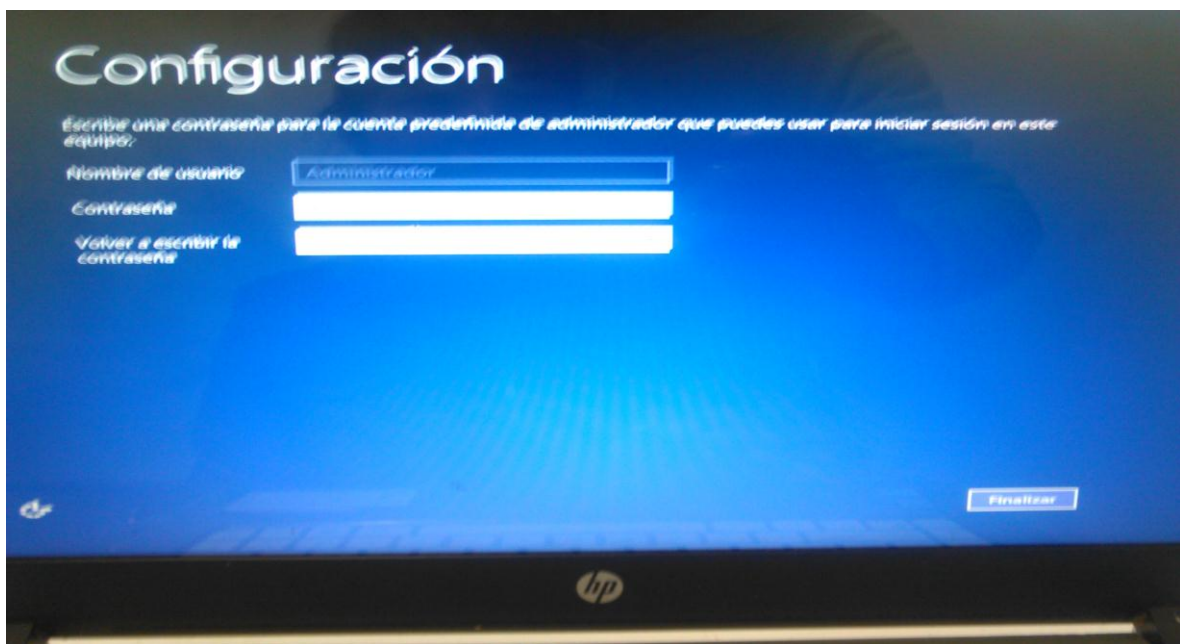 Configuración
Escribe una contraseña para la cuenta predefinida de administrador que puedes usar para iniciar sesión en este
equipo.
Nombre de usuario
Administrador
Contraseña
Volver a escribir la
contraseña
Finalizar
hp